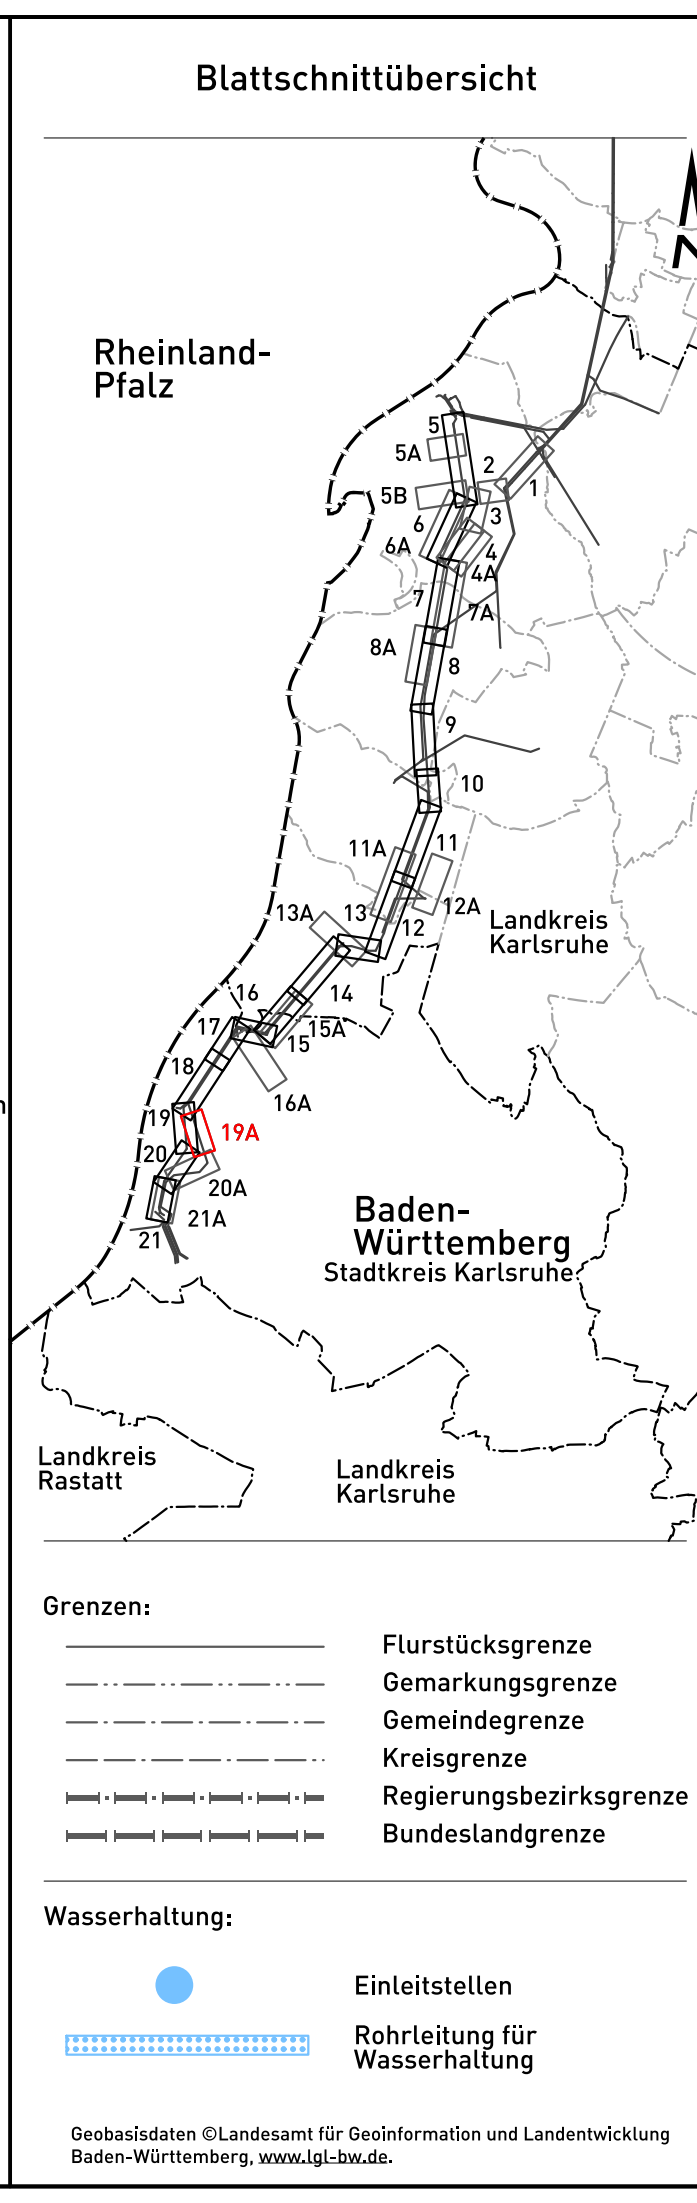 Blattschnittübersicht
N
Rheinland-
Pfalz
5
5A
2
5B
1
6
3
6A
4
4A
7
7A
8A
8
9
10
11A
11
13A
13
12A
12
Landkreis
Karlsruhe
16
14
17
15A
15
18
16A
n
19
19A
20
20A
21A
21
Baden-
Württemberg
Stadtkreis Karlsruhe
Landkreis
Rastatt
Landkreis
Karlsruhe
Grenzen:
Flurstücksgrenze
Gemarkungsgrenze
Gemeindegrenze
Kreisgrenze
Regierungsbezirksgrenze
Bundeslandgrenze
Wasserhaltung:
Einleitstellen
Rohrleitung für
Wasserhaltung
Geobasisdaten ©Landesamt für Geoinformation und Landentwicklung
Baden-Württemberg, www.lgl-bw.de.